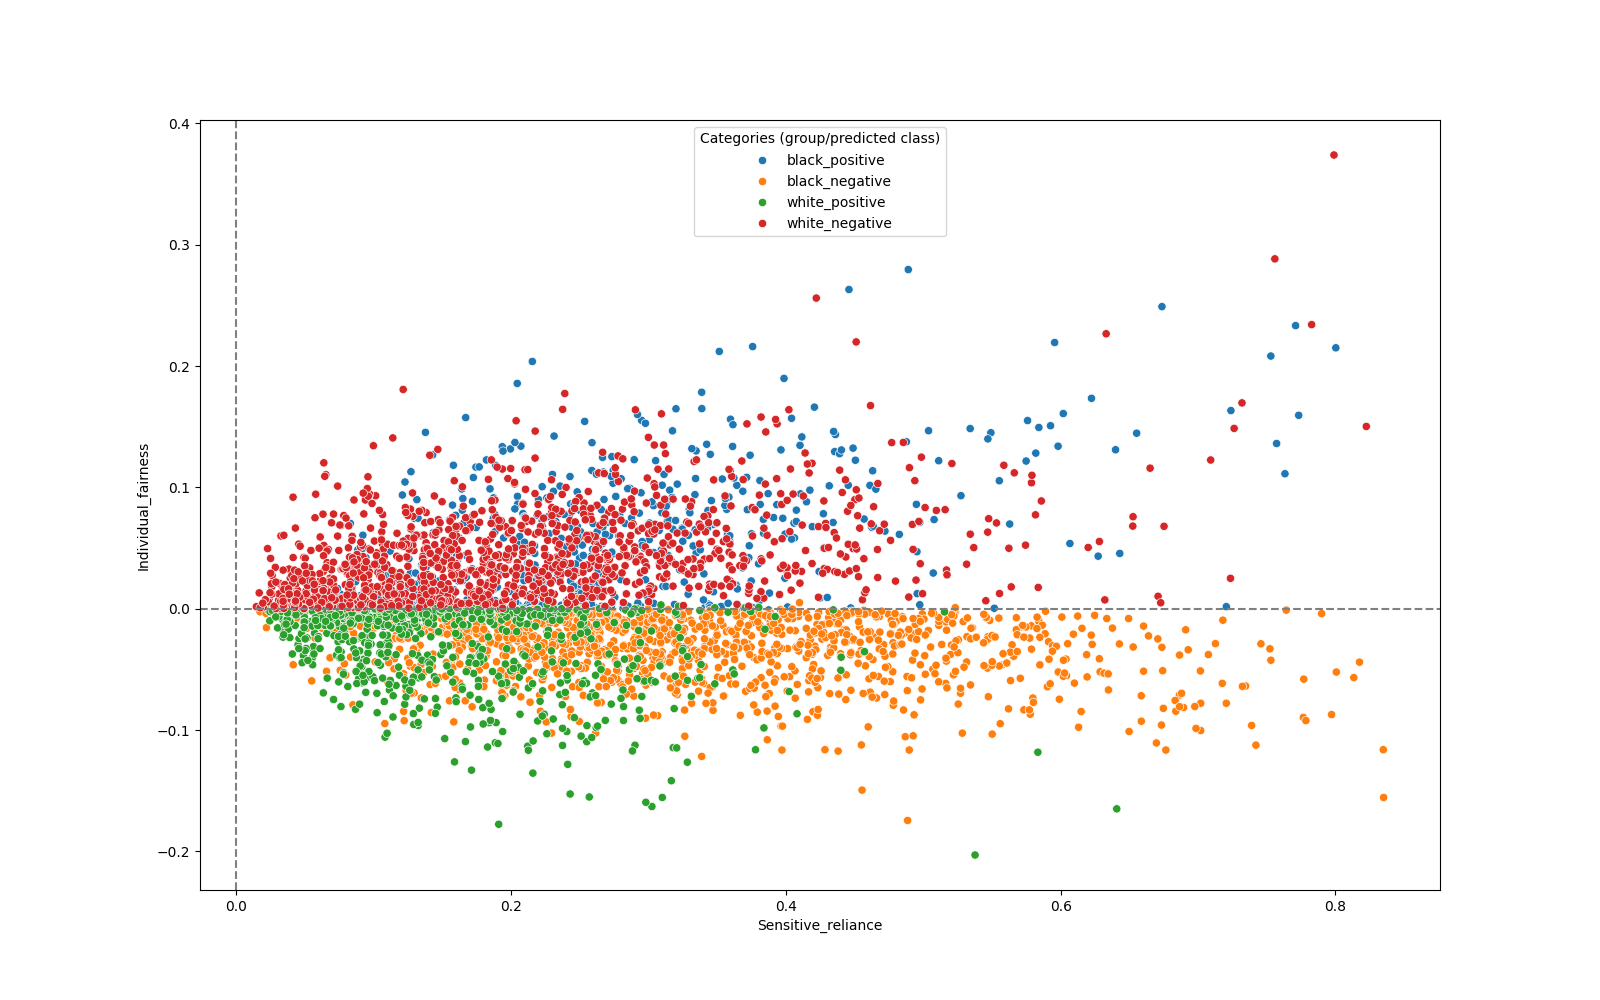 Categories (group/predicted class)
black_positive
black_negative
white_positive
white_negative
0.4
0.3
0.2
0.1
0.0
−0.1
−0.2
Individual_fairness
0.0
0.2
0.4
0.6
0.8
Sensitive_reliance